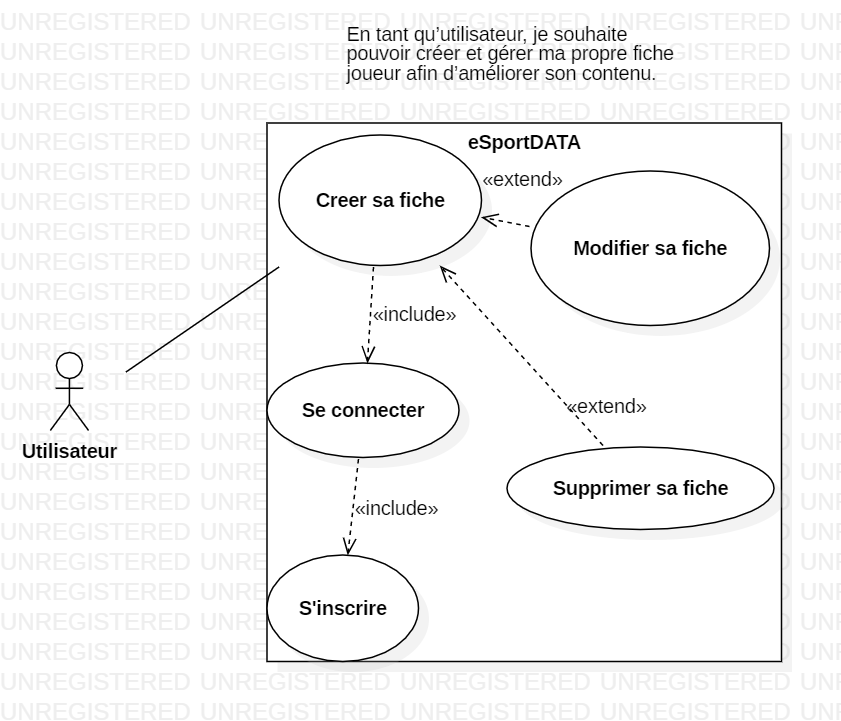 En tant qu’utilisateur, je souhaite
pouvoir créer et gérer ma propre fiche
joueur afin d’améliorer son contenu.
eSportDATA
«extend»
Creer sa fiche
Modifier sa fiche
«include»
«extend»
Se connecter
Utilisateur
Supprimer sa fiche
«include»
S'inscrire
UNREGISTERED